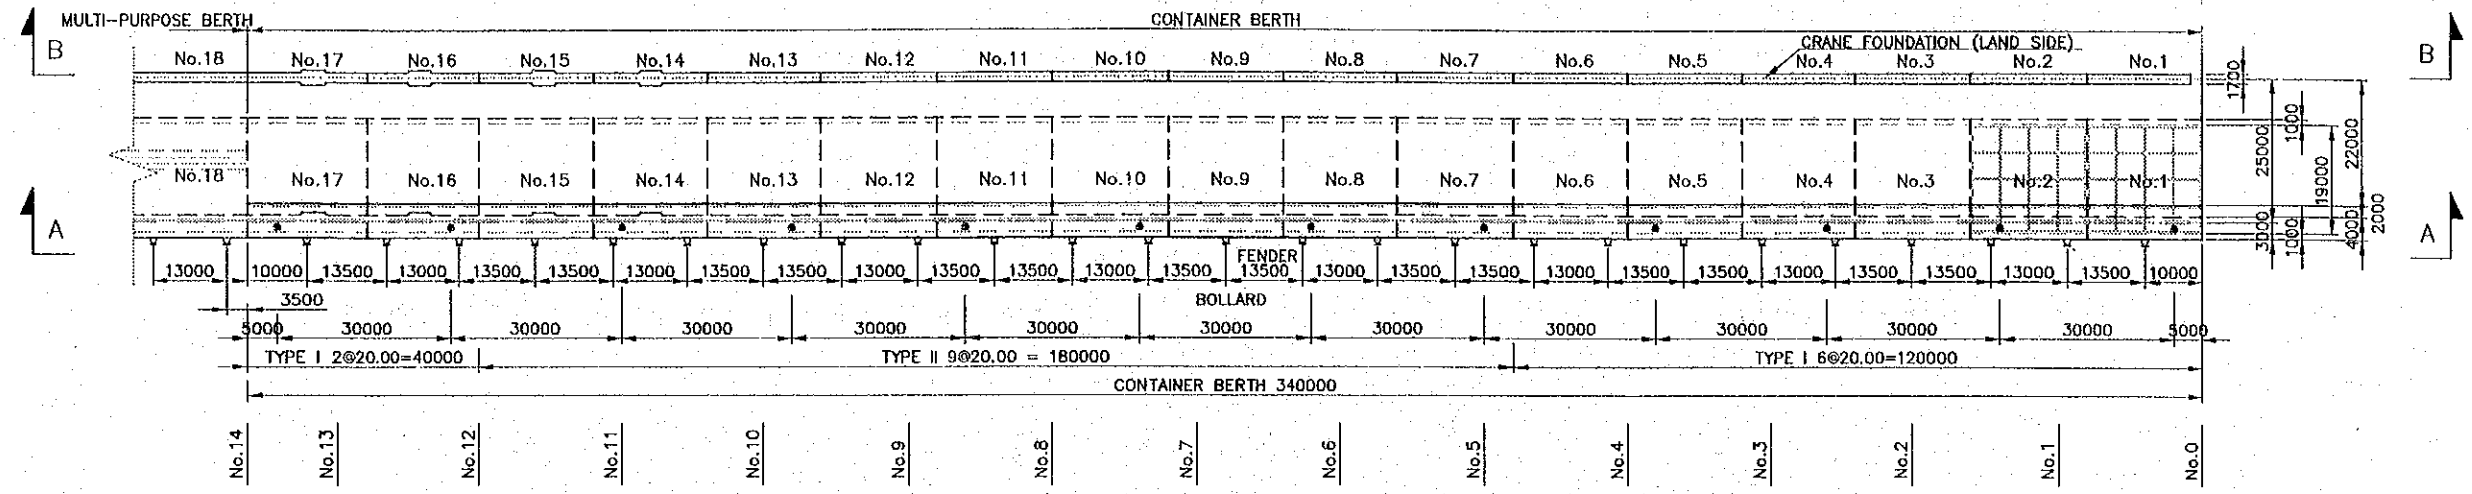 MULTI-PURPOSE BERTH CONTAINER BERTH
B CRANE FOUNDATION (LAND SIDE) B
No.18 No.17 No.16 No.15 No.14 No.13 No.12 No.11 No.10 No.9 No.8 No.7 No.6 No.5 No.4 No.3 No.2 No.1
1700
25000 1000 19000 22000
No.18 No.17 No.16 No.15 No.14 No.13 No.12 No.11 No.10 No.9 No.8 No.7 No.6 No.5 No.4 No.3 No.2 No.1
A 3000 1000 4000 2000 A
FENDER
13000 10000 13500 13000 13500 13500 13000 13500 13500 13000 13500 13500 13000 13500 13500 13000 13500 13500 13000 13500 13500 13000 13500 13500 13000 13500 10000
3500 BOLLARD
5000 30000 30000 30000 30000 30000 30000 30000 30000 30000 30000 30000 5000
TYPE I 2@20.00=40000 TYPE II 9@20.00 = 180000 TYPE I 6@20.00=120000
CONTAINER BERTH 340000
No.14 No.13 No.12 No.11 No.10 No.9 No.8 No.7 No.6 No.5 No.4 No.3 No.2 No.1 No.0